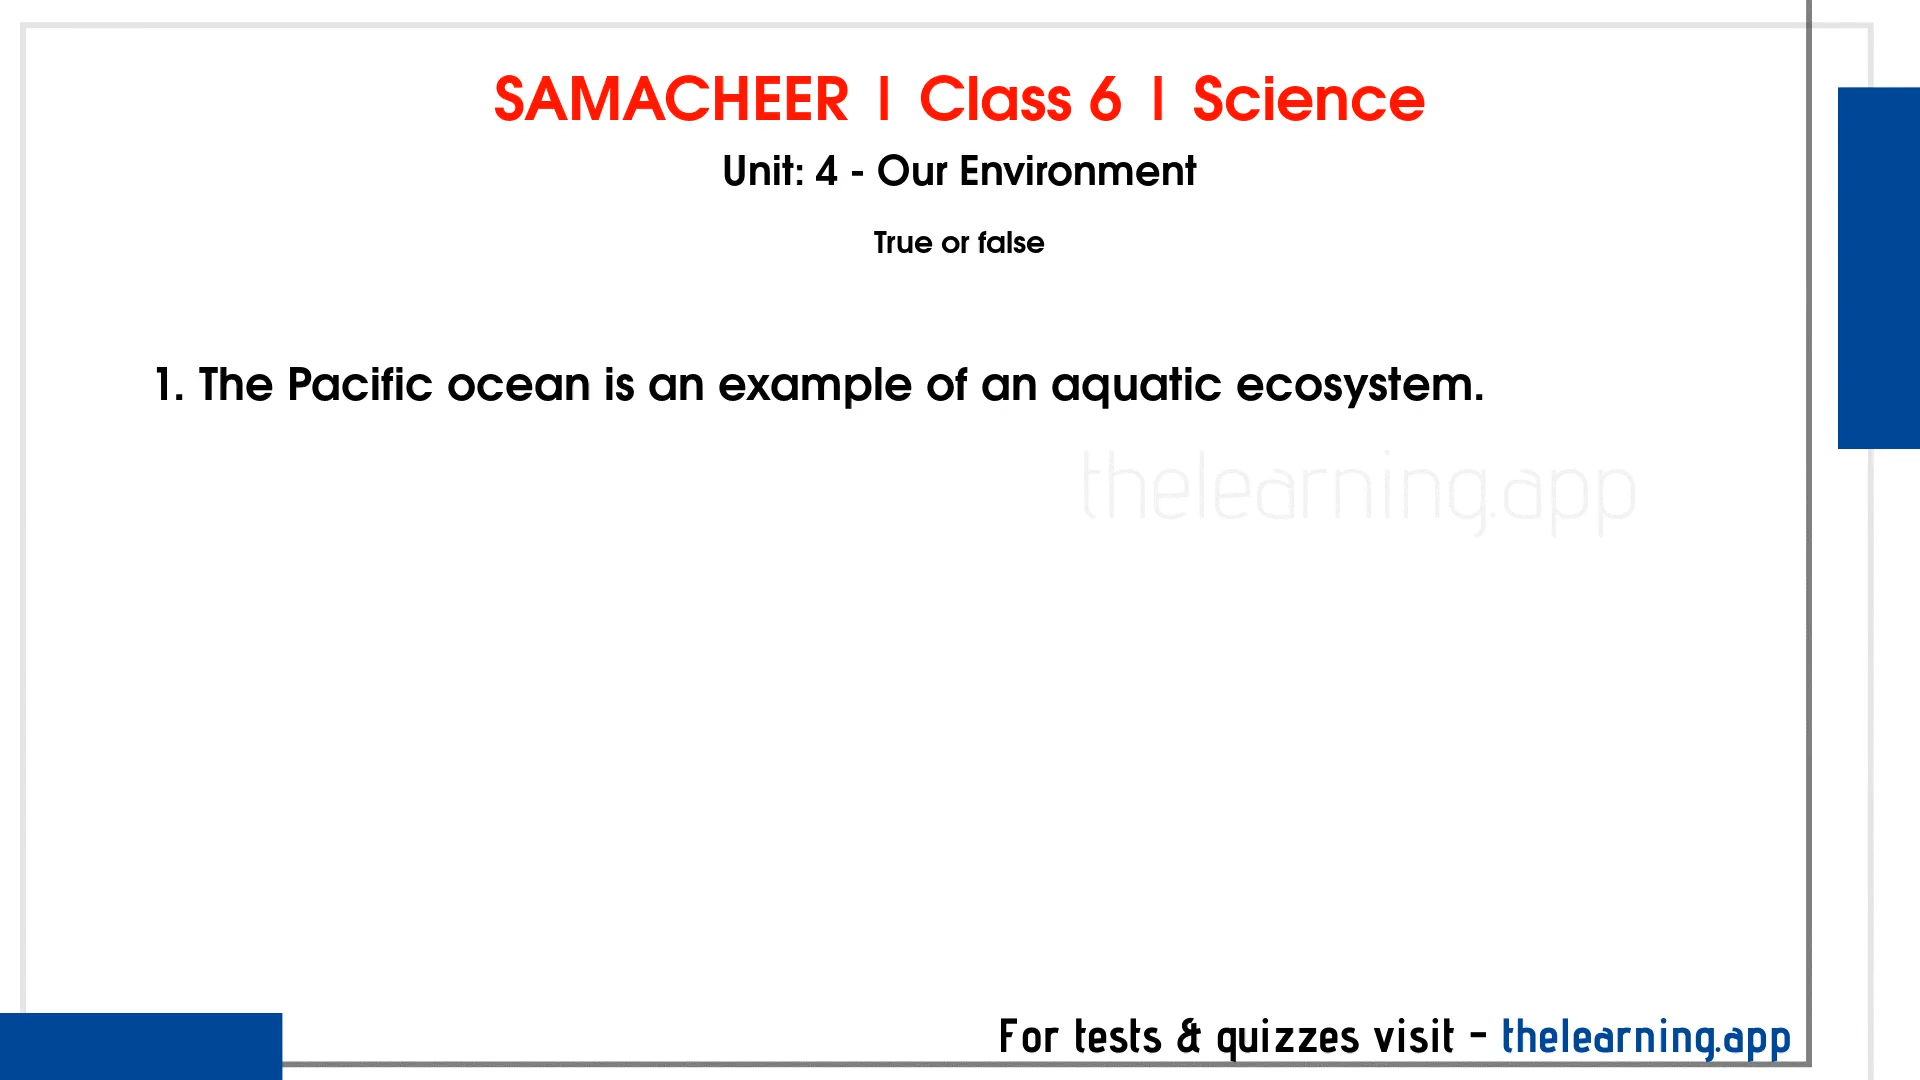 SAMACHEER | Class 6 | Science
Unit: 4 - Our Environment
True or false
1. The Pacific ocean is an example of an aquatic ecosystem.
thelearning.app
For tests & quizzes visit - thelearning.app